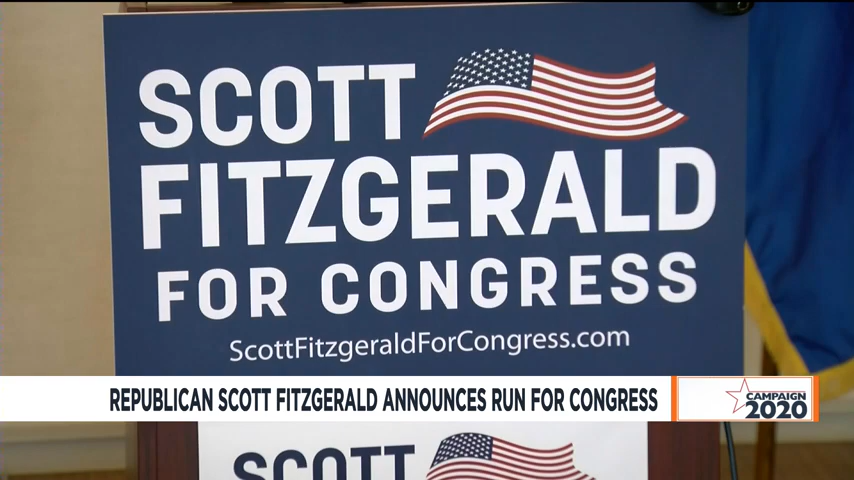 SCOTT
FITZGERALD
FOR CONGRESS
ScottFitzgeraldForCongress.com
REPUBLICAN SCOTT FITZGERALD ANNOUNCES RUN FOR CONGRESS
CAMPAIGN
2020
SCOTT